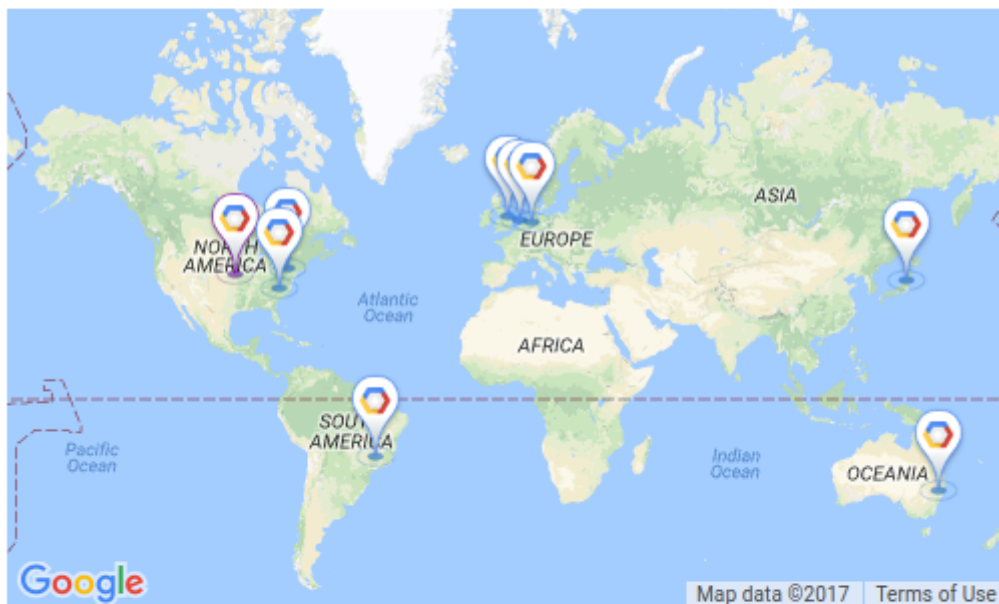 ASIA
NORTH
AMERICA
EUROPE
Atlantic
Ocean
AFRICA
SOUTH
AMERICA
Pacific
Ocean
Indian
Ocean
OCEANIA
Google
Map data ©2017 Terms of Use